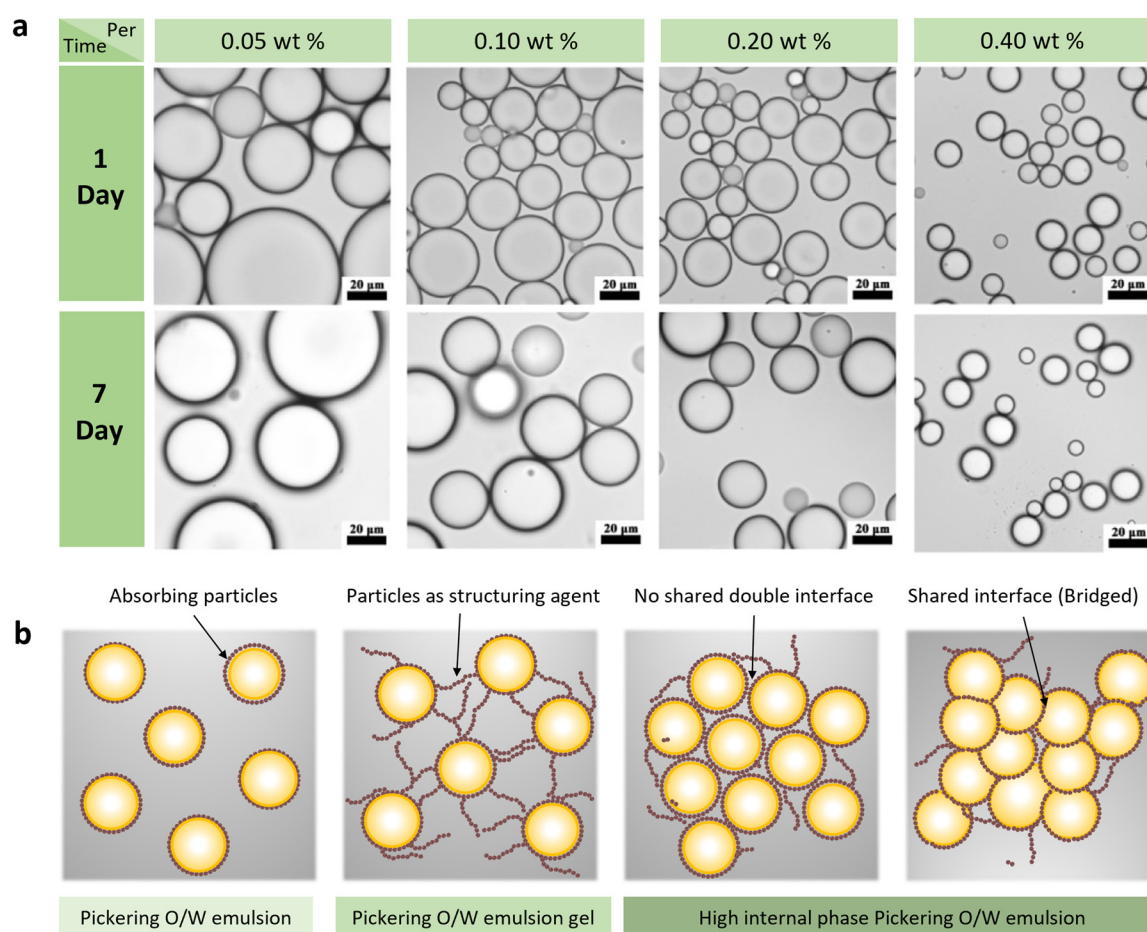 a
Per
Time
0.05 wt %
0.10 wt %
0.20 wt %
0.40 wt %
1
Day
20 µm
20 µm
20 µm
20 µm
7
Day
20 µm
20 µm
20 µm
20 µm
b
Absorbing particles
Particles as structuring agent
No shared double interface
Shared interface (Bridged)
Pickering O/W emulsion
Pickering O/W emulsion gel
High internal phase Pickering O/W emulsion